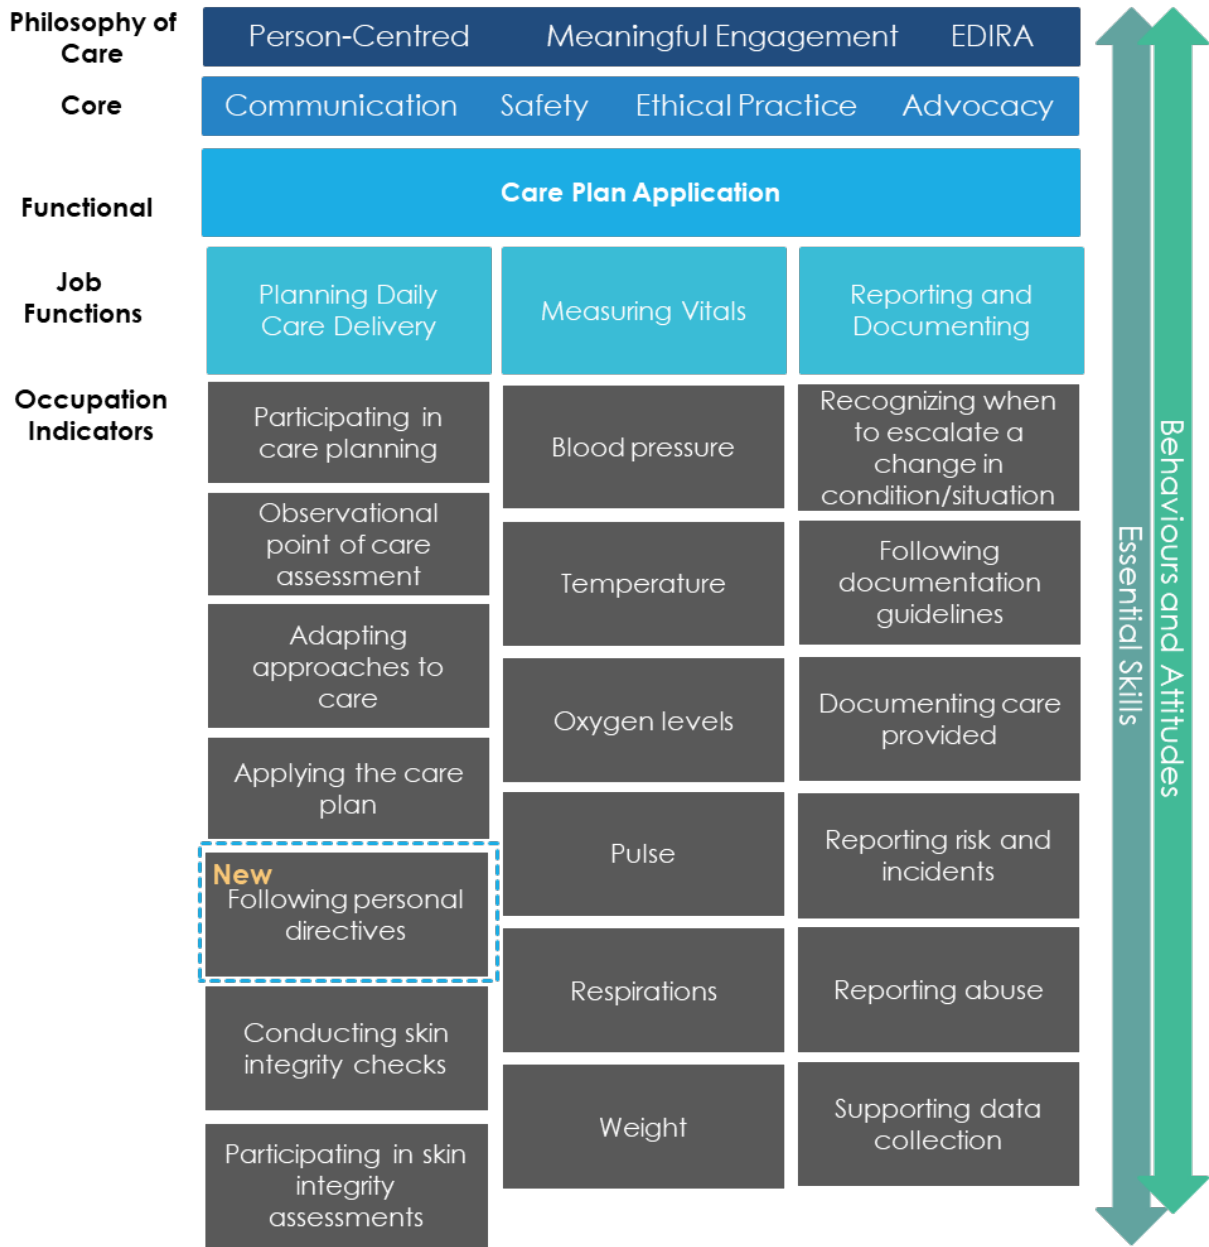 Philosophy of
Care
Person-Centred Meaningful Engagement EDIRA
Core
Communication Safety Ethical Practice Advocacy
Functional
Care Plan Application
Job
Functions
Planning Daily
Care Delivery
Measuring Vitals
Reporting and
Documenting
Occupation
Indicators
Participating in
care planning
Observational
point of care
assessment
Adapting
approaches to
care
Applying the care
plan
New
Following personal
directives
Conducting skin
integrity checks
Participating in skin
integrity
assessments
Blood pressure
Temperature
Oxygen levels
Pulse
Respirations
Weight
Recognizing when
to escalate a
change in
condition/situation
Following
documentation
guidelines
Documenting care
provided
Reporting risk and
incidents
Reporting abuse
Supporting data
collection
Essential Skills
Behaviours and Attitudes